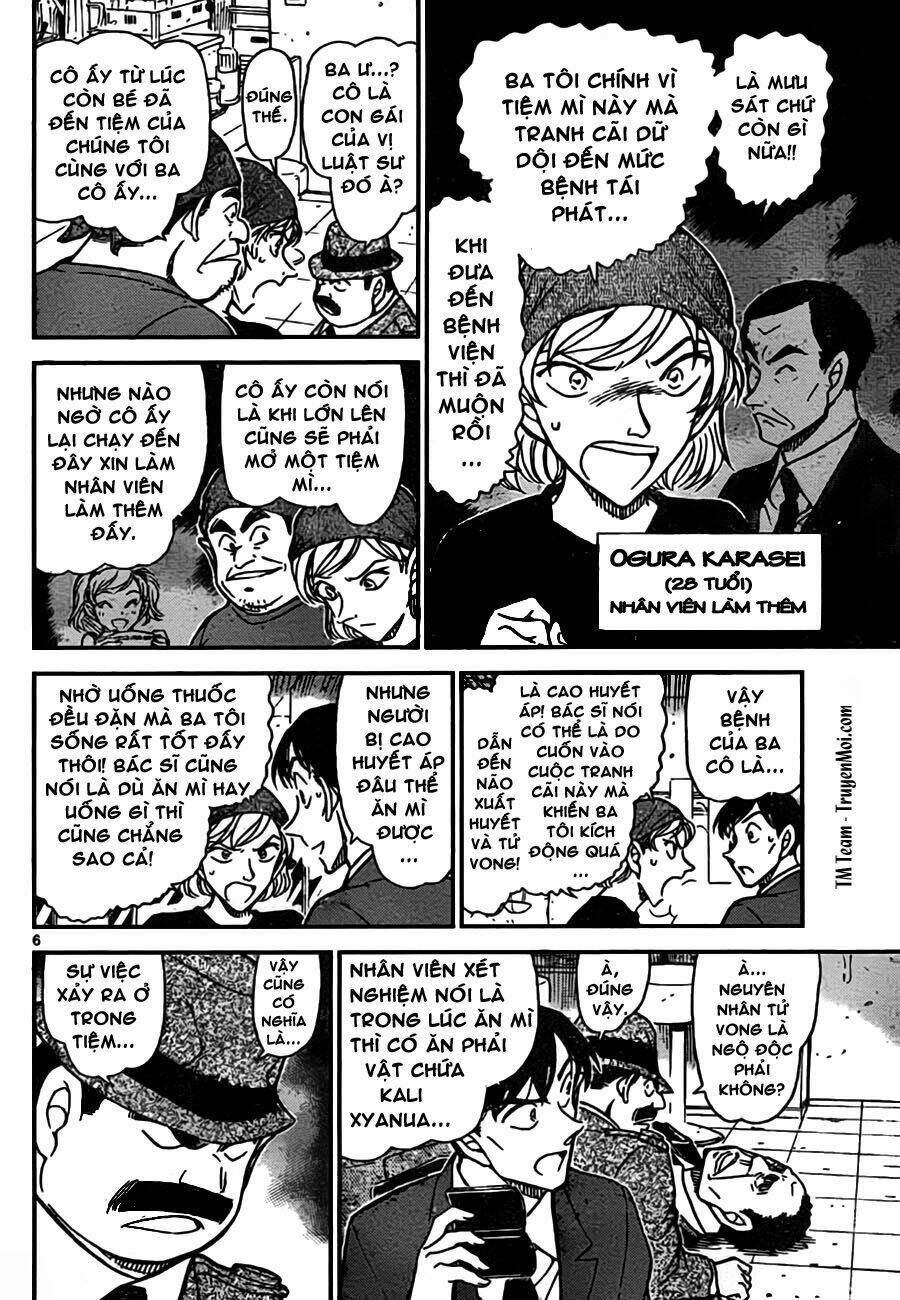 LÀ MƯU
SÁT CHỨ
CÒN GÌ
NỮA!!
BA TÔI CHÍNH VÌ
TIỆM MÌ NÀY MÀ
TRANH CÃI DỮ
DỘI ĐẾN MỨC
BỆNH TÁI
PHÁT...
KHI
ĐƯA
ĐẾN
BỆNH
VIỆN
THÌ ĐÃ
MUỘN
RỒI
...
OGURA KARASEI
(28 TUỔI)
NHÂN VIÊN LÀM THÊM
BA Ư...?
CÔ LÀ
CON GÁI
CỦA VỊ
LUẬT SƯ
ĐÓ À?
ĐÚNG
THẾ.
CÔ ẤY TỪ LÚC
CÒN BÉ ĐÃ
ĐẾN TIỆM CỦA
CHÚNG TÔI
CÙNG VỚI BA
CÔ ẤY...
CÔ ẤY CÒN NÓI
LÀ KHI LỚN LÊN
CŨNG SẼ PHẢI
MỞ MỘT TIỆM
MÌ...
NHƯNG NÀO
NGỜ CÔ ẤY
LẠI CHẠY ĐẾN
ĐÂY XIN LÀM
NHÂN VIÊN
LÀM THÊM
ĐẤY.
VẬY
BỆNH
CỦA BA
CÔ LÀ...
LÀ CAO HUYẾT
ÁP! BÁC SĨ NÓI
CÓ THỂ LÀ DO
CUỐN VÀO
CUỘC TRANH
CÃI NÀY MÀ
KHIẾN BA
TÔI KÍCH
ĐỘNG QUÁ
...
DẪN
ĐẾN
NÃO XUẤT
HUYẾT
VÀ TỬ
VONG!
NHƯNG
NGƯỜI
BỊ CAO
HUYẾT ÁP
ĐÂU THỂ
ĂN MÌ
ĐƯỢC
...
NHỜ UỐNG THUỐC
ĐỀU ĐẶN MÀ BA TÔI
SỐNG RẤT TỐT ĐẤY
THÔI! BÁC SĨ CŨNG
NÓI LÀ DÙ ĂN MÌ HAY
UỐNG GÌ THÌ
CŨNG CHẲNG
SAO CẢ!
TM Team - TruyenMoi.com
6
À...
NGUYÊN
NHÂN TỬ
VONG LÀ
NGỘ ĐỘC
PHẢI
KHÔNG?
À,
ĐÚNG
VẬY.
NHÂN VIÊN XÉT
NGHIỆM NÓI LÀ
TRONG LÚC ĂN MÌ
THÌ CÓ ĂN PHẢI
VẬT CHỨA
KALI
XYANUA...
VẬY
CŨNG
CÓ
NGHĨA
LÀ...
SỰ VIỆC
XẢY RA Ở
TRONG
TIỆM...